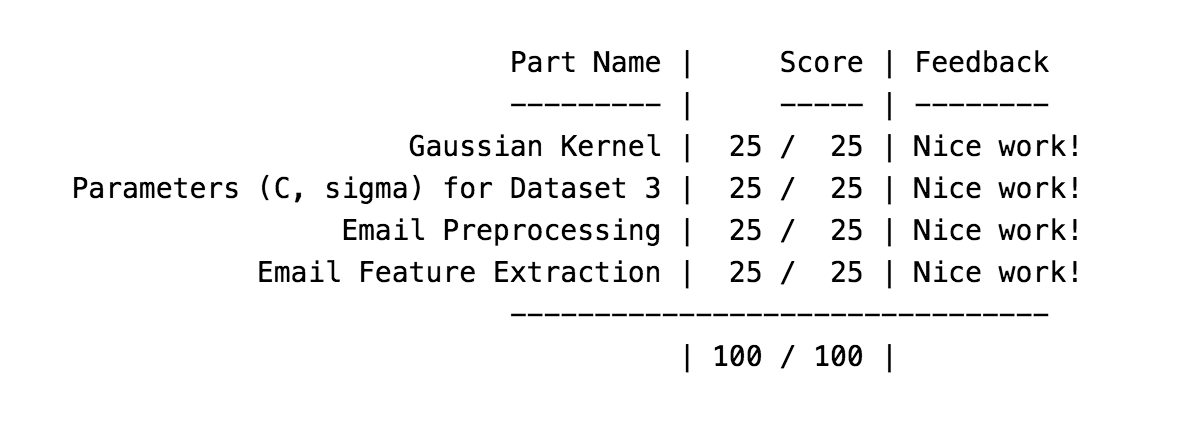 Part Name |     Score | Feedback
--------- |     ----- | --------
Gaussian Kernel |  25 /  25 | Nice work!
Parameters (C, sigma) for Dataset 3 |  25 /  25 | Nice work!
Email Preprocessing |  25 /  25 | Nice work!
Email Feature Extraction |  25 /  25 | Nice work!
--------------------------------
| 100 / 100 |